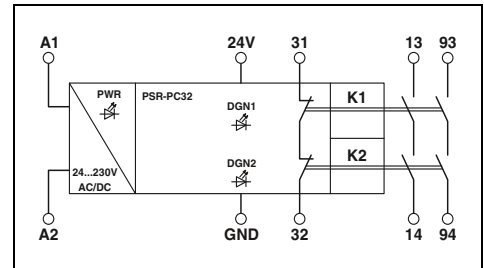 A1 24V 31 13 93
PWR PSR-PC32 K1
DGN1
K2
DGN2
24...230V
AC/DC
A2 GND 32 14 94